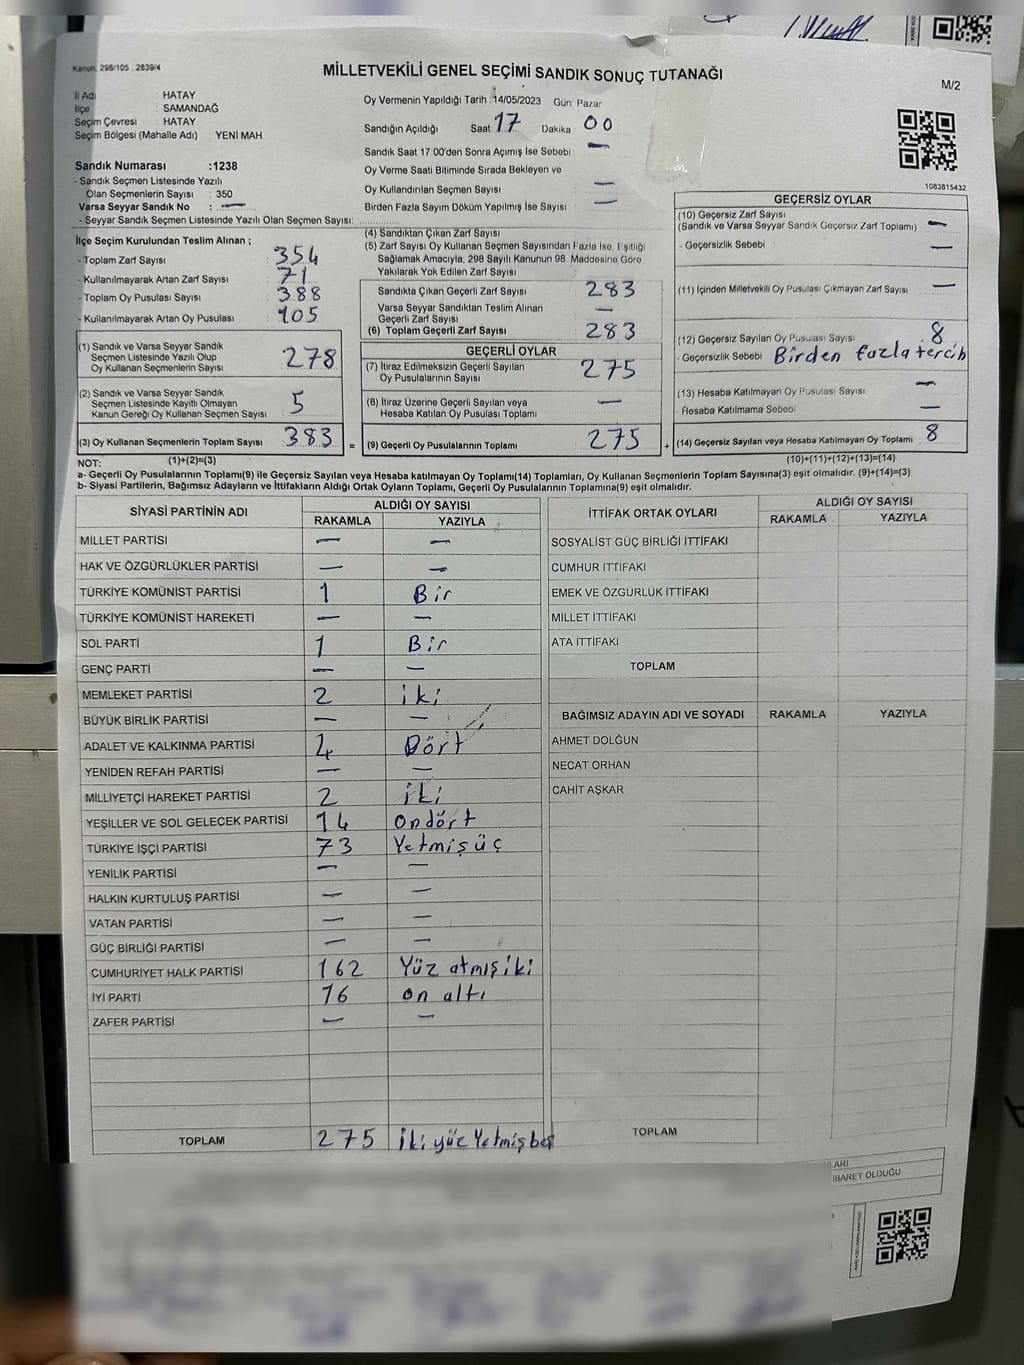 Kanun: 298/105 . 2839/4
MİLLETVEKİLİ GENEL SEÇİMİ SANDIK SONUÇ TUTANAĞI
M/2
İl Adı : HATAY
İlçe : SAMANDAĞ
Seçim Çevresi : HATAY
Seçim Bölgesi (Mahalle Adı) : YENİ MAH.
Oy Vermenin Yapıldığı Tarih : 14/05/2023 Gün: Pazar
Sandığın Açıldığı Saat 17 Dakika 00
Sandık Saat 17:00'den Sonra Açımış İse Sebebi: —
Oy Verme Saati Bitiminde Sırada Bekleyen ve
Oy Kullandırılan Seçmen Sayısı —
Birden Fazla Sayım Döküm Yapılmış İse Sayısı —
Sandık Numarası :1238
- Sandık Seçmen Listesinde Yazılı
Olan Seçmenlerin Sayısı : 350
Varsa Seyyar Sandık No : —
- Seyyar Sandık Seçmen Listesinde Yazılı Olan Seçmen Sayısı:
1083815432
İlçe Seçim Kurulundan Teslim Alınan ;
- Toplam Zarf Sayısı 354
- Kullanılmayarak Artan Zarf Sayısı 71
- Toplam Oy Pusulası Sayısı 388
- Kullanılmayarak Artan Oy Pusulası 105
(1) Sandık ve Varsa Seyyar Sandık
Seçmen Listesinde Yazılı Olup
Oy Kullanan Seçmenlerin Sayısı 278
(2) Sandık ve Varsa Seyyar Sandık
Seçmen Listesinde Kayıtlı Olmayan
Kanun Gereği Oy Kullanan Seçmen Sayısı 5
(3) Oy Kullanan Seçmenlerin Toplam Sayısı 383 =
(1)+(2)=(3)
(4) Sandıktan Çıkan Zarf Sayısı
(5) Zarf Sayısı Oy Kullanan Seçmen Sayısından Fazla İse, Eşitliği
Sağlamak Amacıyla, 298 Sayılı Kanunun 98. Maddesine Göre
Yakılarak Yok Edilen Zarf Sayısı
Sandıkta Çıkan Geçerli Zarf Sayısı 283
Varsa Seyyar Sandıktan Teslim Alınan
Geçerli Zarf Sayısı —
(6) Toplam Geçerli Zarf Sayısı 283
GEÇERLİ OYLAR
(7) İtiraz Edilmeksizin Geçerli Sayılan
Oy Pusulalarının Sayısı 275
(8) İtiraz Üzerine Geçerli Sayılan veya
Hesaba Katılan Oy Pusulası Toplamı —
(9) Geçerli Oy Pusulalarının Toplamı 275 +
GEÇERSİZ OYLAR
(10) Geçersiz Zarf Sayısı
(Sandık ve Varsa Seyyar Sandık Geçersiz Zarf Toplamı) —
- Geçersizlik Sebebi —
(11) İçinden Milletvekili Oy Pusulası Çıkmayan Zarf Sayısı —
(12) Geçersiz Sayılan Oy Pusulası Sayısı 8
- Geçersizlik Sebebi Birden fazla tercih
(13) Hesaba Katılmayan Oy Pusulası Sayısı —
- Hesaba Katılmama Sebebi —
(14) Geçersiz Sayılan veya Hesaba Katılmayan Oy Toplamı 8
(10)+(11)+(12)+(13)=(14)
NOT:
a- Geçerli Oy Pusulalarının Toplamı(9) ile Geçersiz Sayılan veya Hesaba katılmayan Oy Toplamı(14) Toplamları, Oy Kullanan Seçmenlerin Toplam Sayısına(3) eşit olmalıdır. (9)+(14)=(3)
b- Siyasi Partilerin, Bağımsız Adayların ve İttifakların Aldığı Ortak Oyların Toplamı, Geçerli Oy Pusulalarının Toplamına(9) eşit olmalıdır.
SİYASİ PARTİNİN ADI ALDIĞI OY SAYISI
RAKAMLA YAZIYLA
MİLLET PARTİSİ — —
HAK VE ÖZGÜRLÜKLER PARTİSİ — —
TÜRKİYE KOMÜNİST PARTİSİ 1 Bir
TÜRKİYE KOMÜNİST HAREKETİ — —
SOL PARTİ 1 Bir
GENÇ PARTİ — —
MEMLEKET PARTİSİ 2 iki
BÜYÜK BİRLİK PARTİSİ — —
ADALET VE KALKINMA PARTİSİ 4 Dört
YENİDEN REFAH PARTİSİ — —
MİLLİYETÇİ HAREKET PARTİSİ 2 iki
YEŞİLLER VE SOL GELECEK PARTİSİ 14 ondört
TÜRKİYE İŞÇİ PARTİSİ 73 Yetmişüç
YENİLİK PARTİSİ — —
HALKIN KURTULUŞ PARTİSİ — —
VATAN PARTİSİ — —
GÜÇ BİRLİĞİ PARTİSİ — —
CUMHURİYET HALK PARTİSİ 162 Yüz atmışiki
İYİ PARTİ 16 on altı
ZAFER PARTİSİ — —
TOPLAM 275 iki yüz Yetmişbeş
İTTİFAK ORTAK OYLARI ALDIĞI OY SAYISI
RAKAMLA YAZIYLA
SOSYALİST GÜÇ BİRLİĞİ İTTİFAKI
CUMHUR İTTİFAKI
EMEK VE ÖZGÜRLÜK İTTİFAKI
MİLLET İTTİFAKI
ATA İTTİFAKI
TOPLAM
BAĞIMSIZ ADAYIN ADI VE SOYADI RAKAMLA YAZIYLA
AHMET DOLĞUN
NECAT ORHAN
CAHİT AŞKAR
TOPLAM
LARI
İBARET OLDUĞU